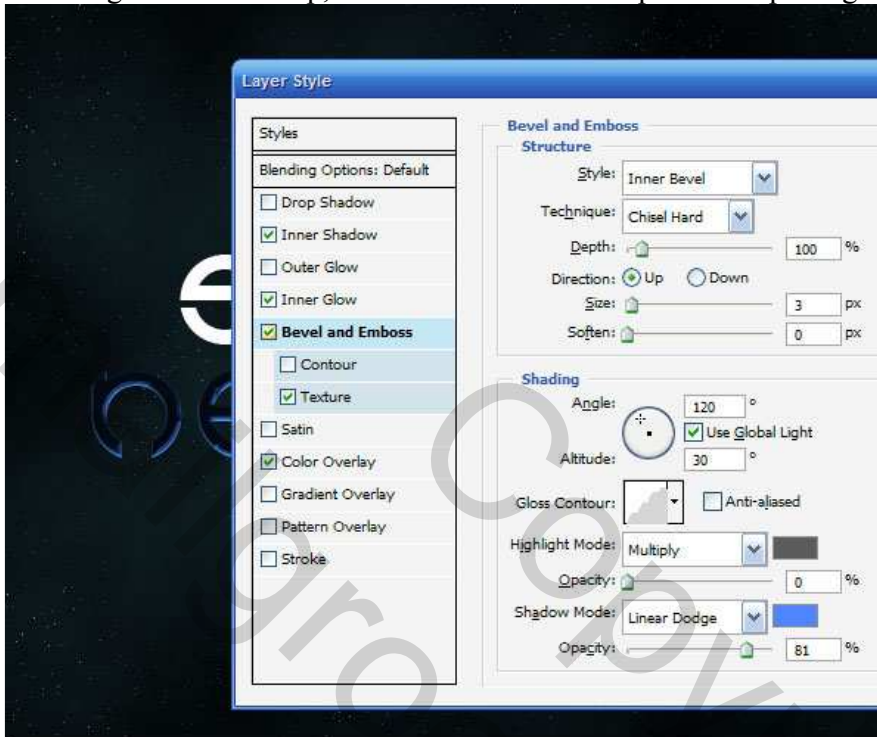 Layer Style
Styles
Blending Options: Default
Drop Shadow
Inner Shadow
Outer Glow
Inner Glow
Bevel and Emboss
Contour
Texture
Satin
Color Overlay
Gradient Overlay
Pattern Overlay
Stroke
Bevel and Emboss
Structure
Style: Inner Bevel
Technique: Chisel Hard
Depth: 100 %
Direction: Up Down
Size: 3 px
Soften: 0 px
Shading
Angle: 120 °
Use Global Light
Altitude: 30 °
Gloss Contour: Anti-aliased
Highlight Mode: Multiply
Opacity: 0 %
Shadow Mode: Linear Dodge
Opacity: 81 %